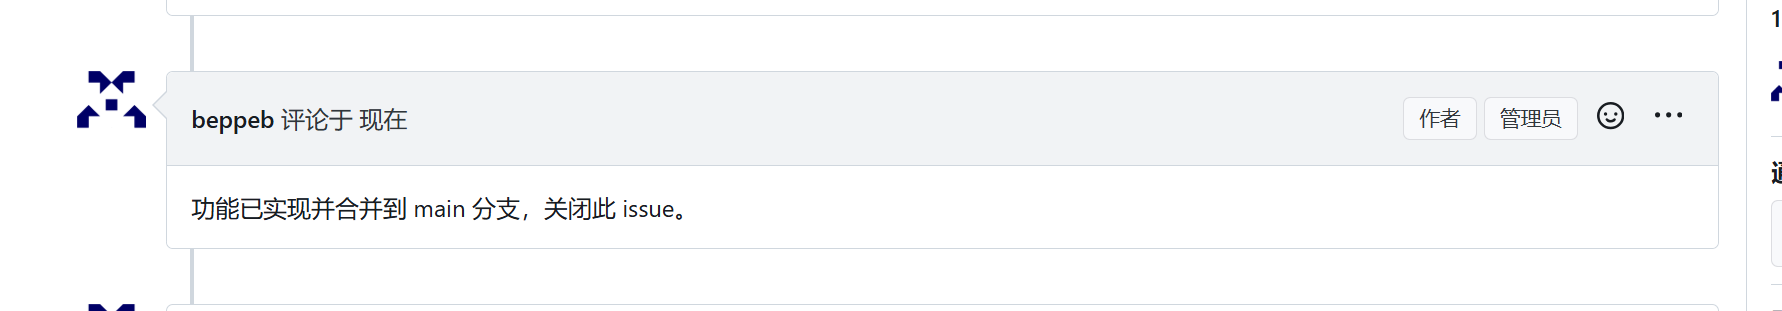 beppeb 评论于 现在
作者
管理员
功能已实现并合并到 main 分支，关闭此 issue。